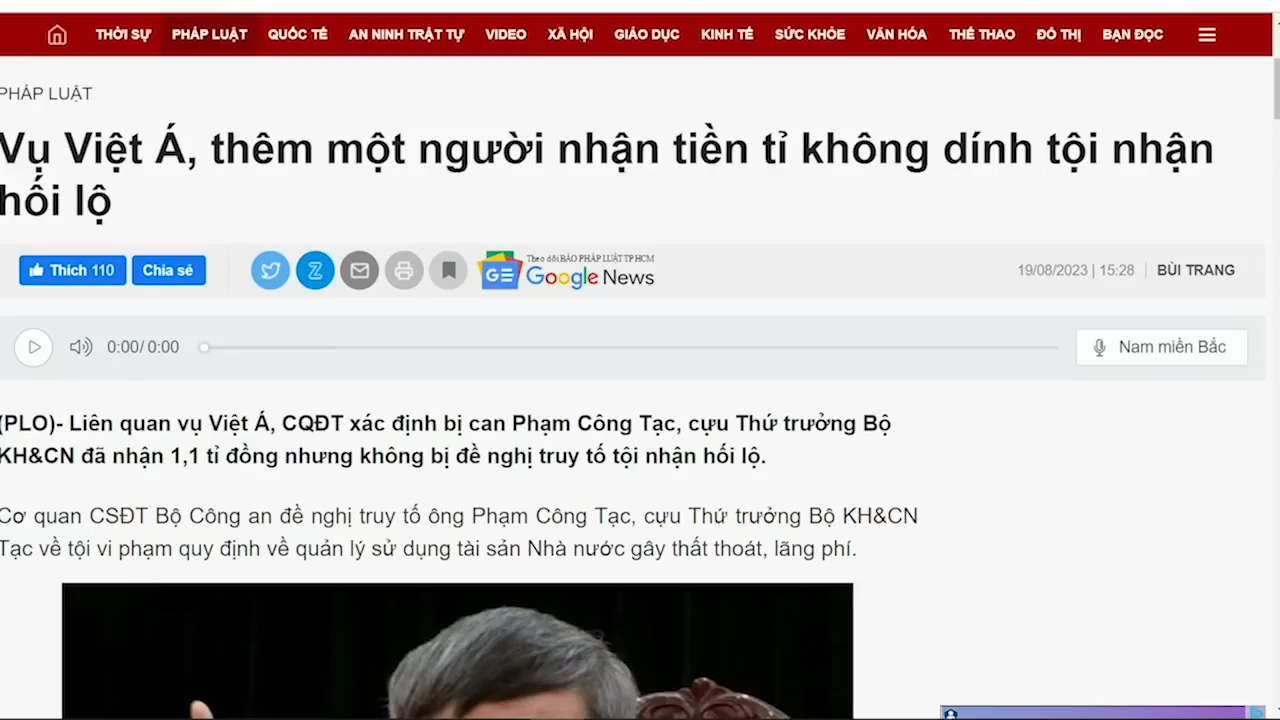 THỜI SỰ PHÁP LUẬT QUỐC TẾ AN NINH TRẬT TỰ VIDEO XÃ HỘI GIÁO DỤC KINH TẾ SỨC KHỎE VĂN HÓA THỂ THAO ĐÔ THỊ BẠN ĐỌC
PHÁP LUẬT
Vụ Việt Á, thêm một người nhận tiền tỉ không dính tội nhận
hối lộ
Thích 110 Chia sẻ
Theo dõi BÁO PHÁP LUẬT TP HCM
GE Google News
19/08/2023 | 15:28 BÙI TRANG
0:00/ 0:00
Nam miền Bắc
(PLO)- Liên quan vụ Việt Á, CQĐT xác định bị can Phạm Công Tạc, cựu Thứ trưởng Bộ
KH&CN đã nhận 1,1 tỉ đồng nhưng không bị đề nghị truy tố tội nhận hối lộ.
Cơ quan CSĐT Bộ Công an đề nghị truy tố ông Phạm Công Tạc, cựu Thứ trưởng Bộ KH&CN
Tạc về tội vi phạm quy định về quản lý sử dụng tài sản Nhà nước gây thất thoát, lãng phí.